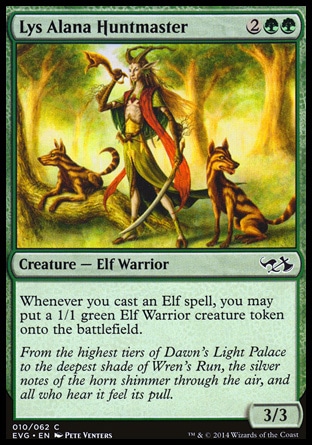 Lys Alana Huntmaster 2
Creature — Elf Warrior
Whenever you cast an Elf spell, you may
put a 1/1 green Elf Warrior creature token
onto the battlefield.
From the highest tiers of Dawn's Light Palace
to the deepest shade of Wren's Run, the silver
notes of the horn shimmer through the air, and
all who hear it feel its pull.
3/3
010/062 C
EVG • EN Pete Venters
™ & © 2014 Wizards of the Coast